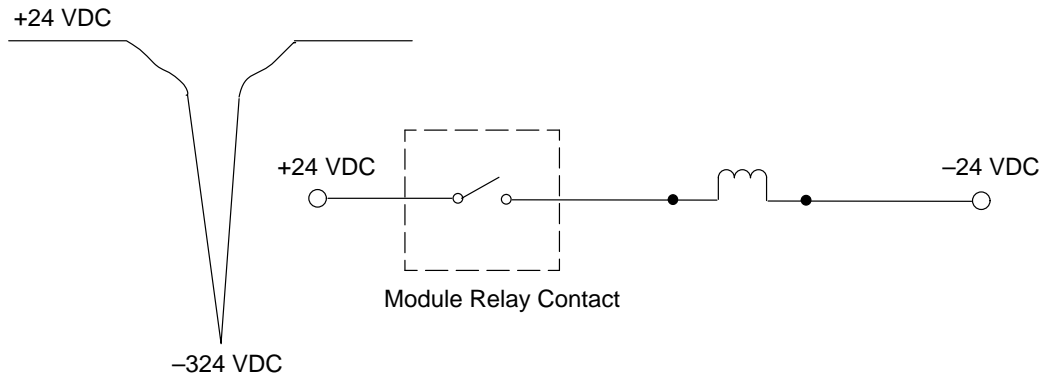 +24 VDC
+24 VDC
–24 VDC
Module Relay Contact
–324 VDC